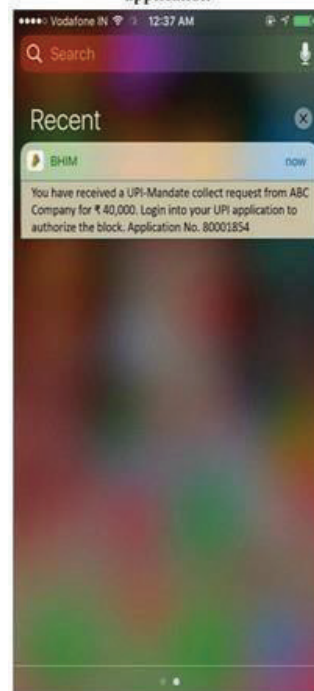 application
Vodafone IN 12:37 AM
Search
Recent
BHIM now
You have received a UPI-Mandate collect request from ABC
Company for ₹ 40,000. Login into your UPI application to
authorize the block. Application No. 80001854